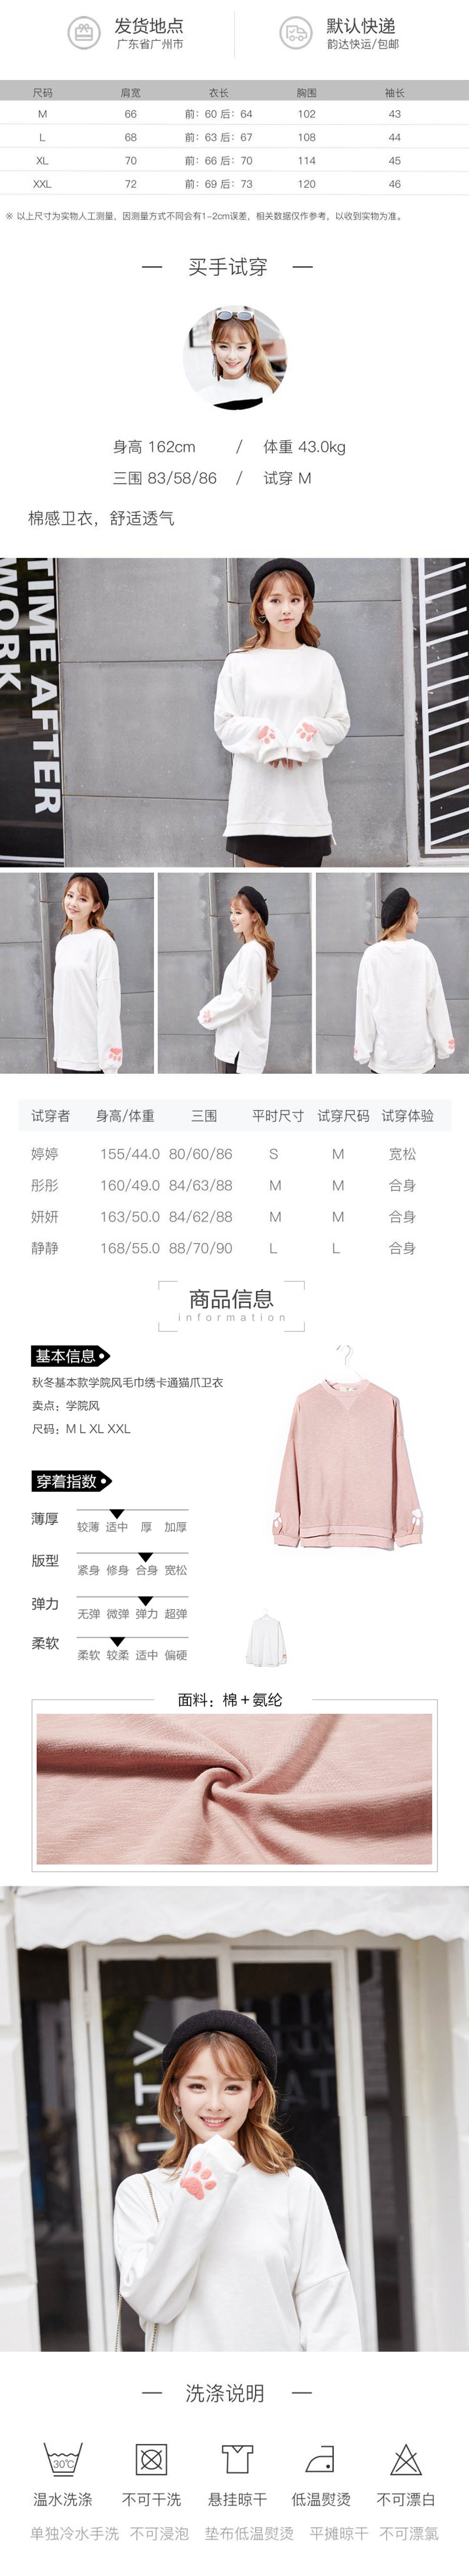 发货地点
广东省广州市
默认快递
韵达快运/包邮
尺码 肩宽 衣长 胸围 袖长
M 66 前：60 后：64 102 43
L 68 前：63 后：67 108 44
XL 70 前：66 后：70 114 45
XXL 72 前：69 后：73 120 46
※ 以上尺寸为实物人工测量，因测量方式不同会有1-2cm误差，相关数据仅作参考，以收到实物为准。
— 买手试穿 —
身高 162cm / 体重 43.0kg
三围 83/58/86 / 试穿 M
棉感卫衣，舒适透气
TIME AFTER
WORK
试穿者 身高/体重 三围 平时尺寸 试穿尺码 试穿体验
婷婷 155/44.0 80/60/86 S M 宽松
彤彤 160/49.0 84/63/88 M M 合身
妍妍 163/50.0 84/62/88 M M 合身
静静 168/55.0 88/70/90 L L 合身
商品信息
information
基本信息
秋冬基本款学院风毛巾绣卡通猫爪卫衣
卖点：学院风
尺码：M L XL XXL
穿着指数
薄厚 较薄 适中 厚 加厚
版型 紧身 修身 合身 宽松
弹力 无弹 微弹 弹力 超弹
柔软 柔软 较柔 适中 偏硬
面料：棉+氨纶
— 洗涤说明 —
30℃
温水洗涤 不可干洗 悬挂晾干 低温熨烫 不可漂白
单独冷水手洗 不可浸泡 垫布低温熨烫 平摊晾干 不可漂氯